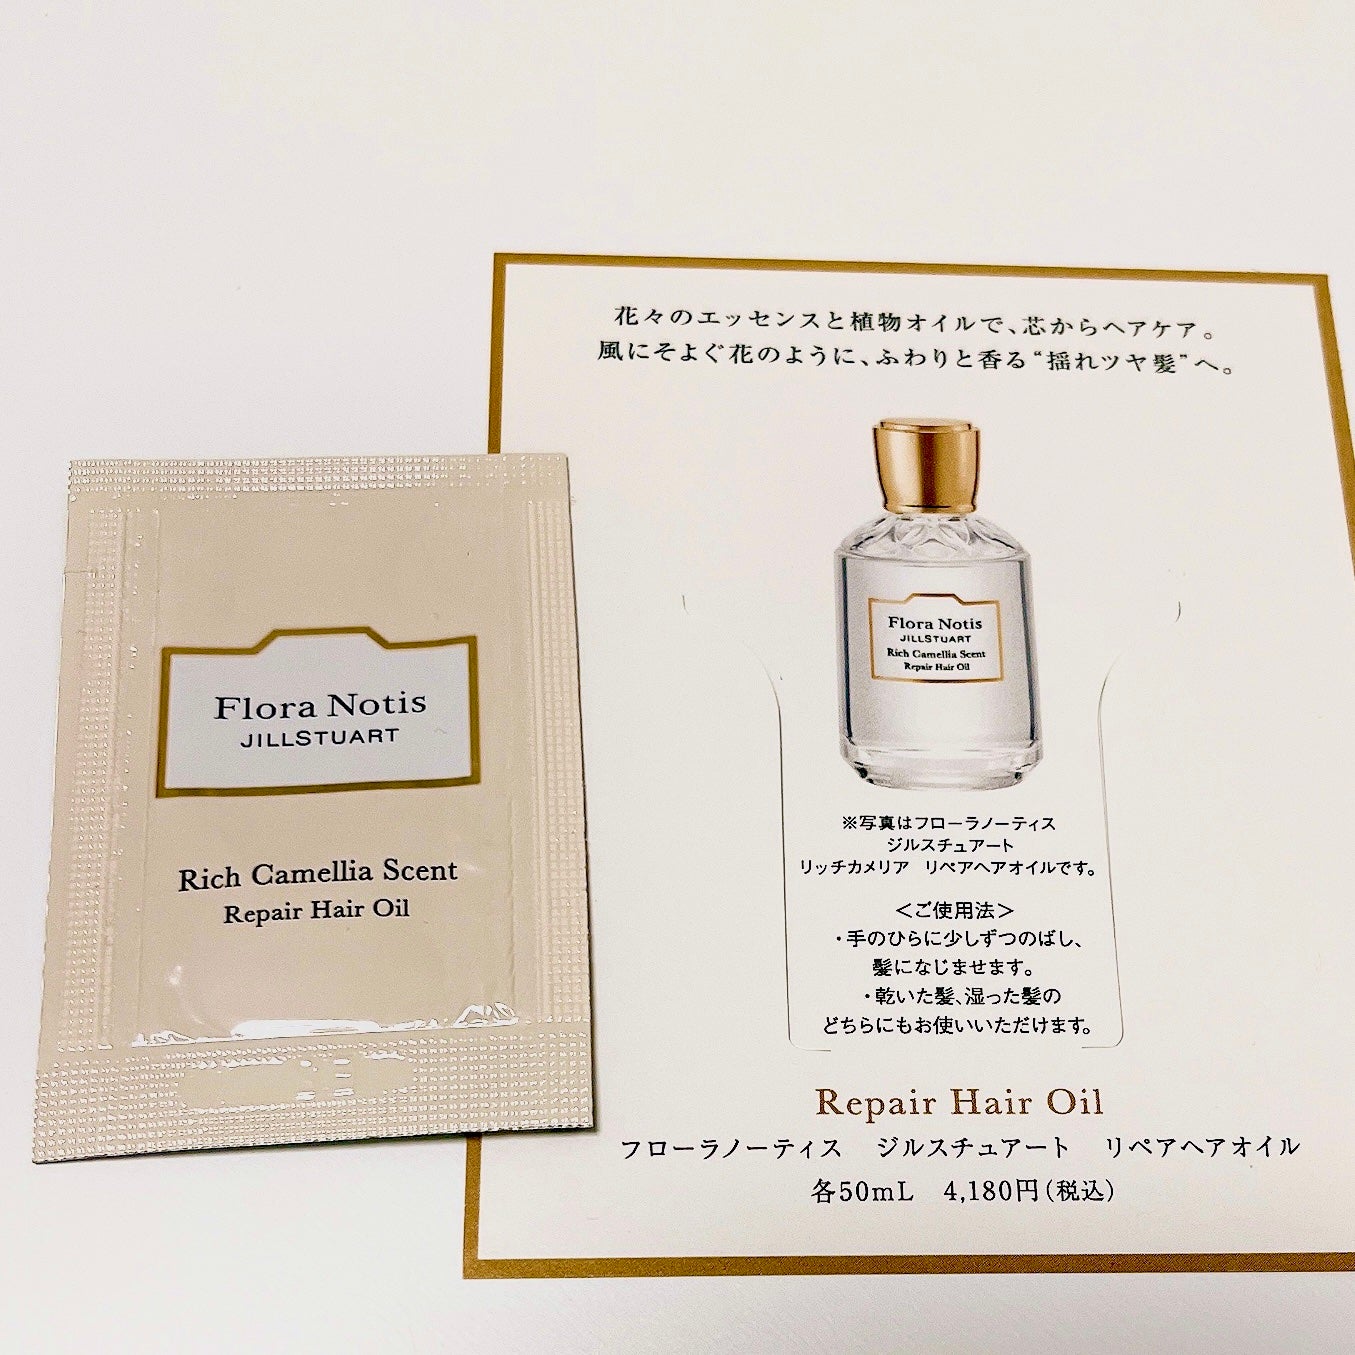 Flora Notis
JILLSTUART
Rich Camellia Scent
Repair Hair Oil
花々のエッセンスと植物オイルで、芯からヘアケア。
風にそよぐ花のように、ふわりと香る“揺れツヤ髪”へ。
Flora Notis
JILLSTUART
Rich Camellia Scent
Repair Hair Oil
※写真はフローラノーティス
ジルスチュアート
リッチカメリア リペアヘアオイルです。
＜ご使用法＞
・手のひらに少しずつのばし、
髪になじませます。
・乾いた髪、湿った髪の
どちらにもお使いいただけます。
Repair Hair Oil
フローラノーティス ジルスチュアート リペアヘアオイル
各50mL 4,180円（税込）